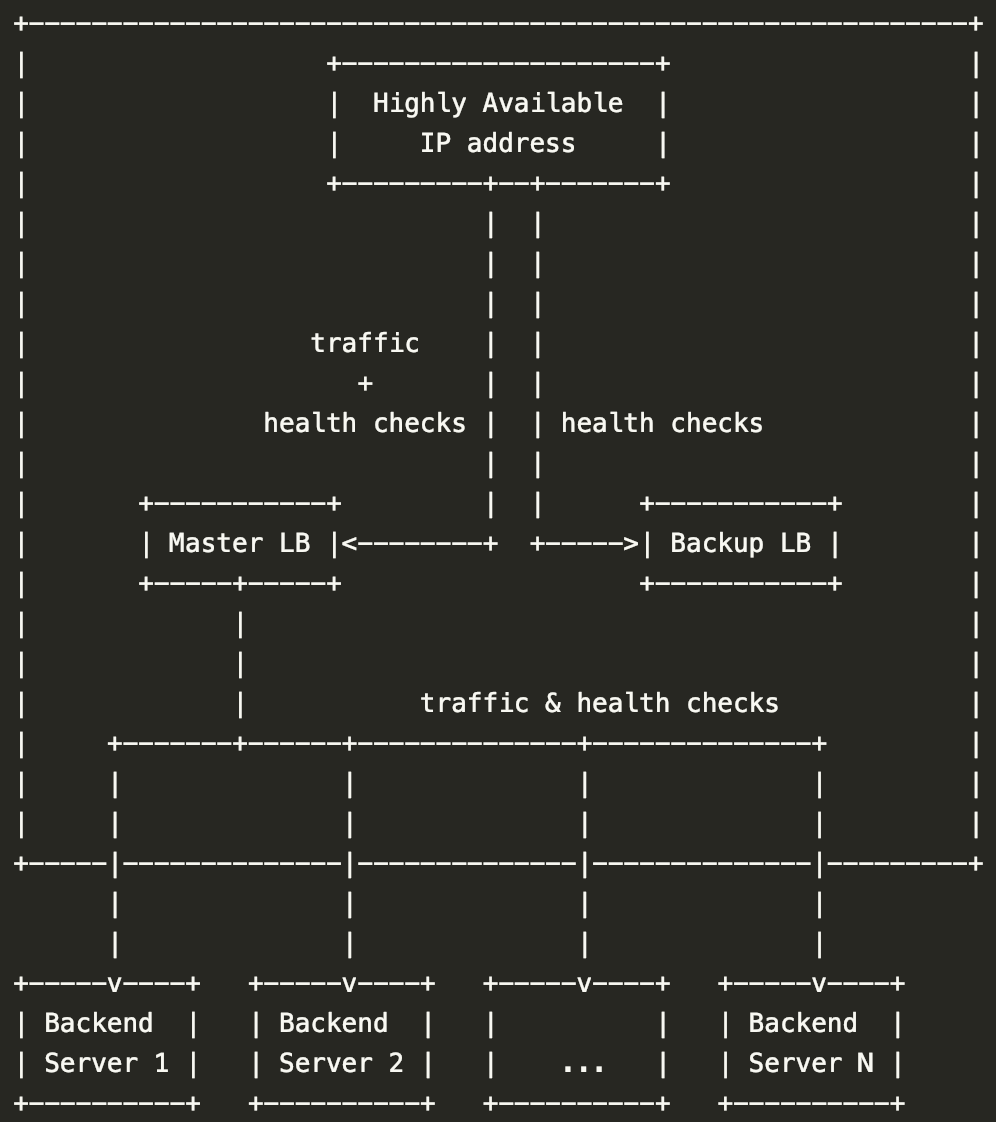 Highly Available
IP address
traffic
+
health checks
health checks
Master LB
Backup LB
traffic & health checks
Backend
Server 1
Backend
Server 2
...
Backend
Server N